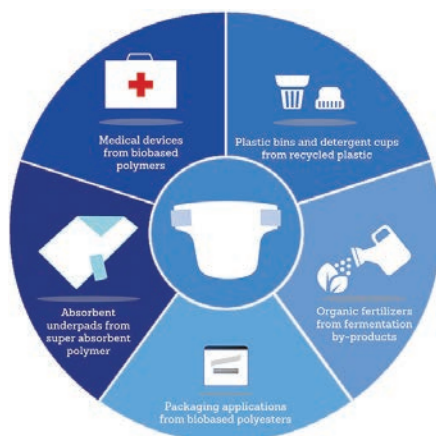 Medical devices
from biobased
polymers
Plastic bins and detergent cups
from recycled plastic
Absorbent
underpads from
super absorbent
polymer
Organic fertilizers
from fermentation
by-products
Packaging applications
from biobased polyesters